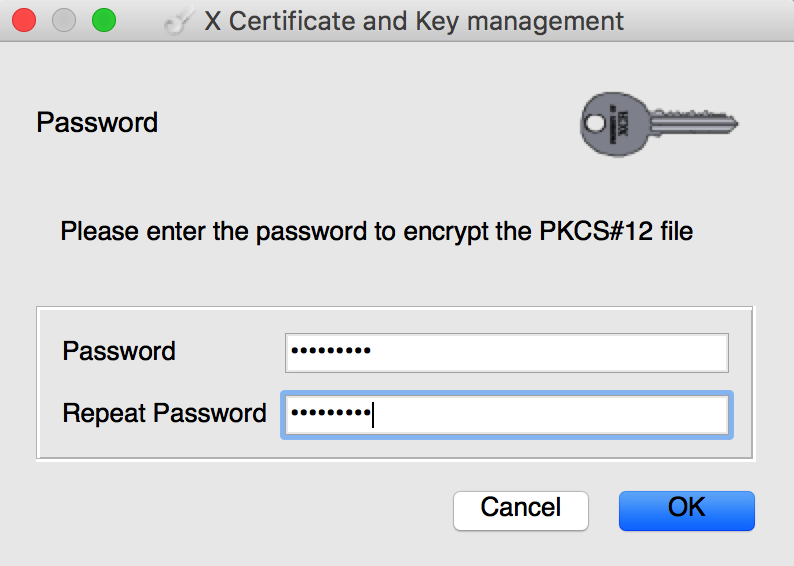 X Certificate and Key management
Password
XCA
Please enter the password to encrypt the PKCS#12 file
Password •••••••••
Repeat Password •••••••••
Cancel OK